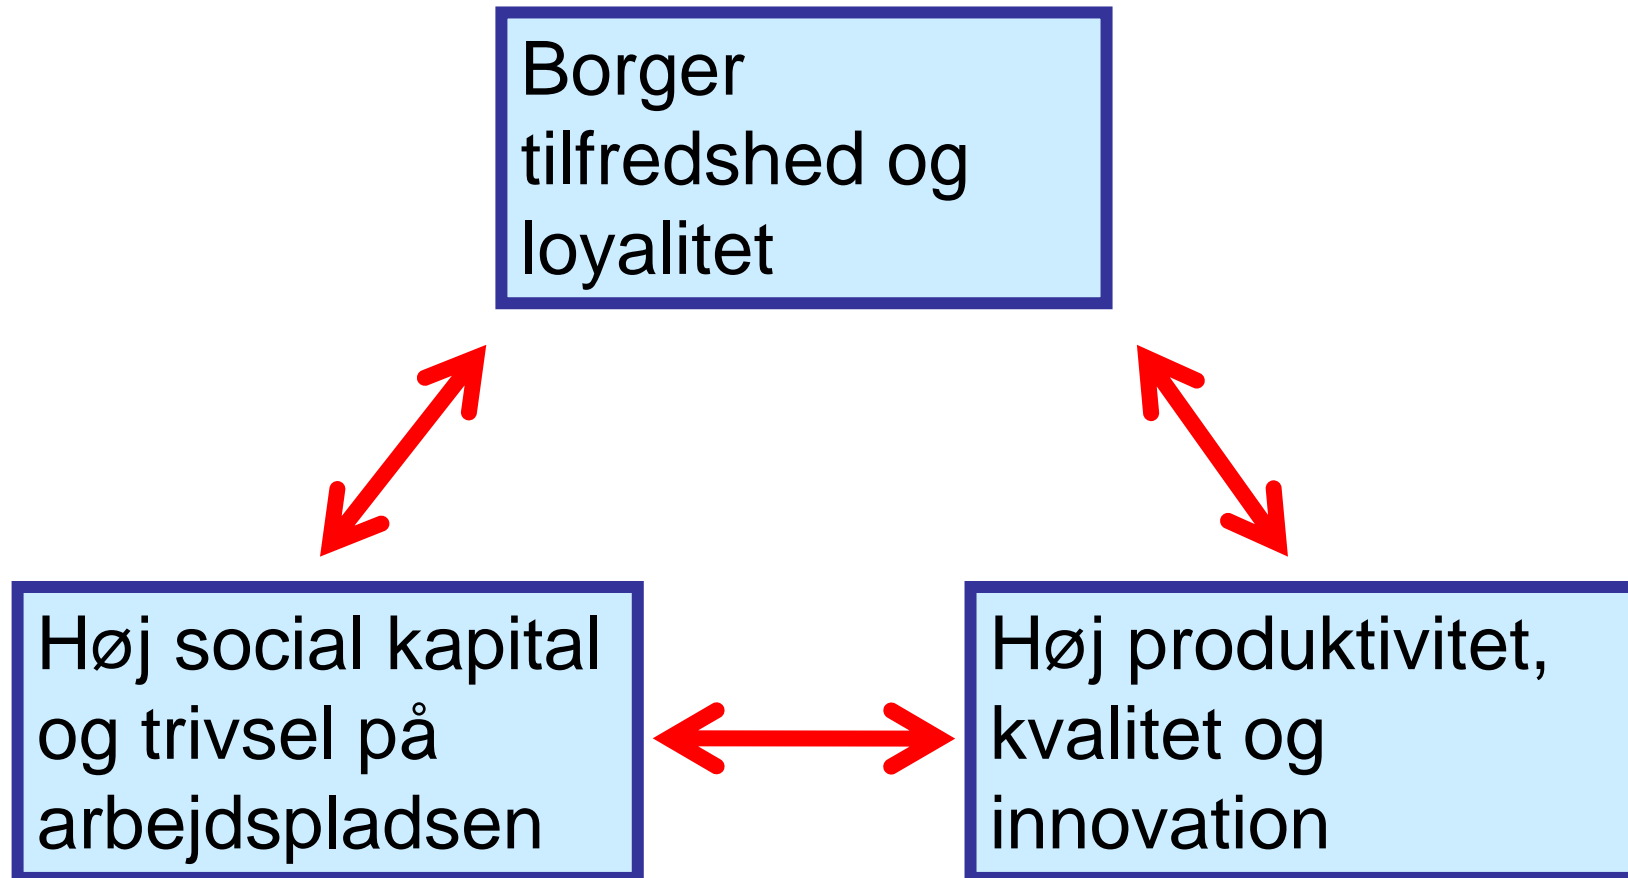 Borger
tilfredshed og
loyalitet
Høj social kapital
og trivsel på
arbejdspladsen
Høj produktivitet,
kvalitet og
innovation